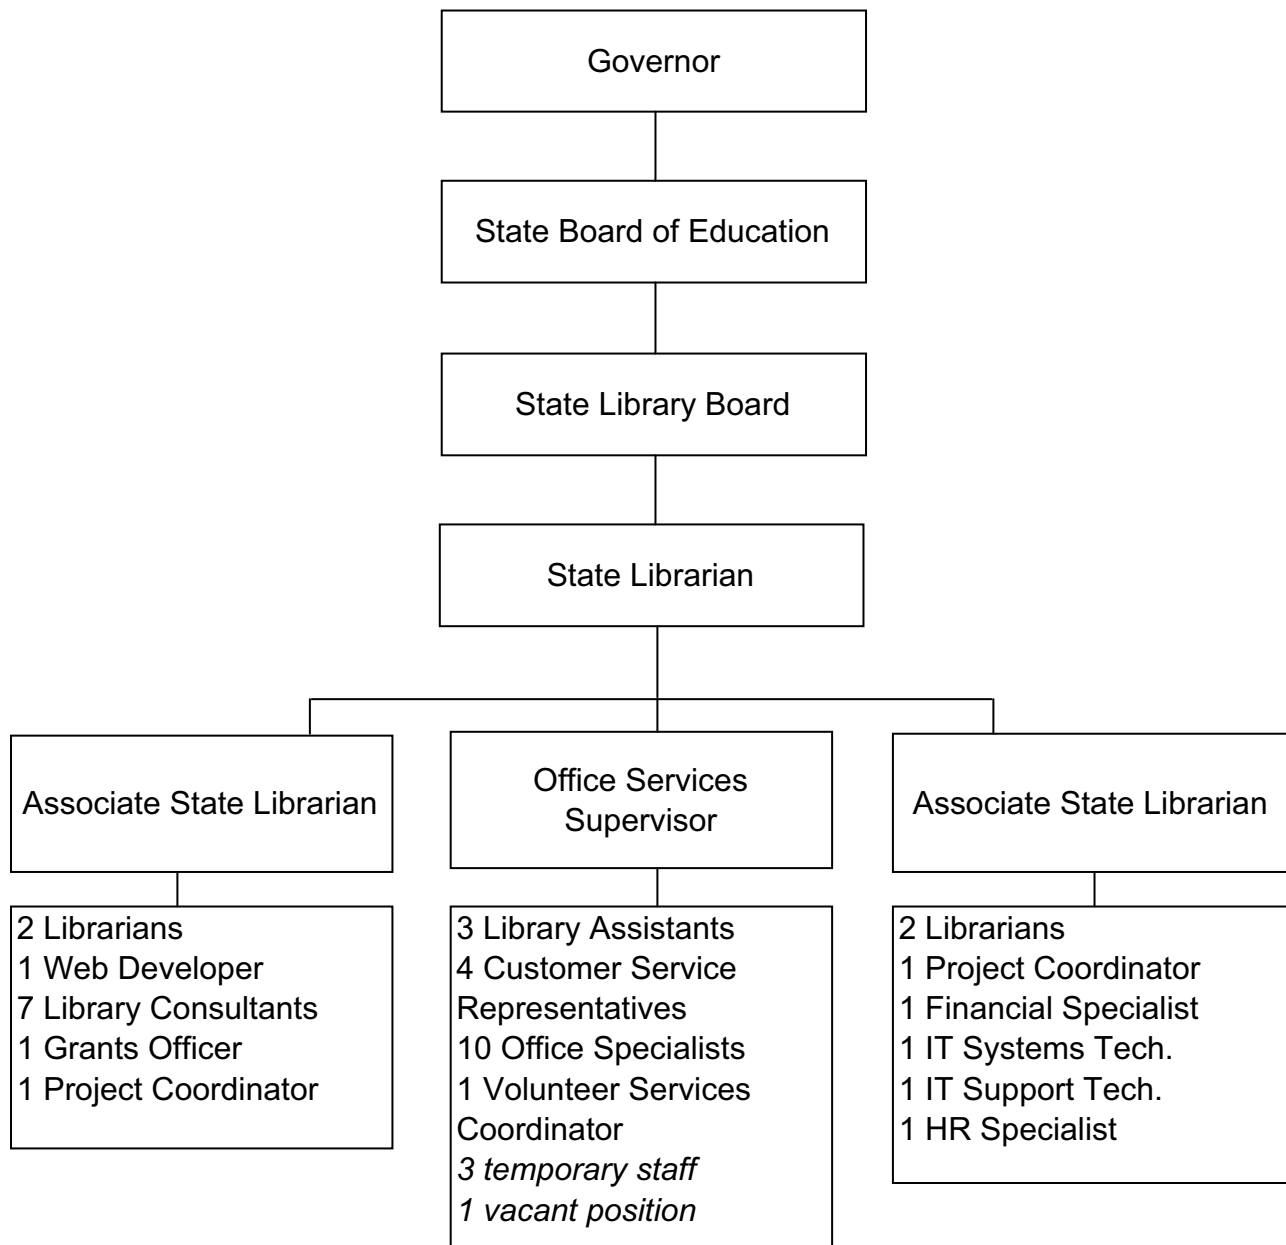 Governor
State Board of Education
State Library Board
State Librarian
Associate State Librarian
Office Services
Supervisor
Associate State Librarian
2 Librarians
1 Web Developer
7 Library Consultants
1 Grants Officer
1 Project Coordinator
3 Library Assistants
4 Customer Service
Representatives
10 Office Specialists
1 Volunteer Services
Coordinator
3 temporary staff
1 vacant position
2 Librarians
1 Project Coordinator
1 Financial Specialist
1 IT Systems Tech.
1 IT Support Tech.
1 HR Specialist